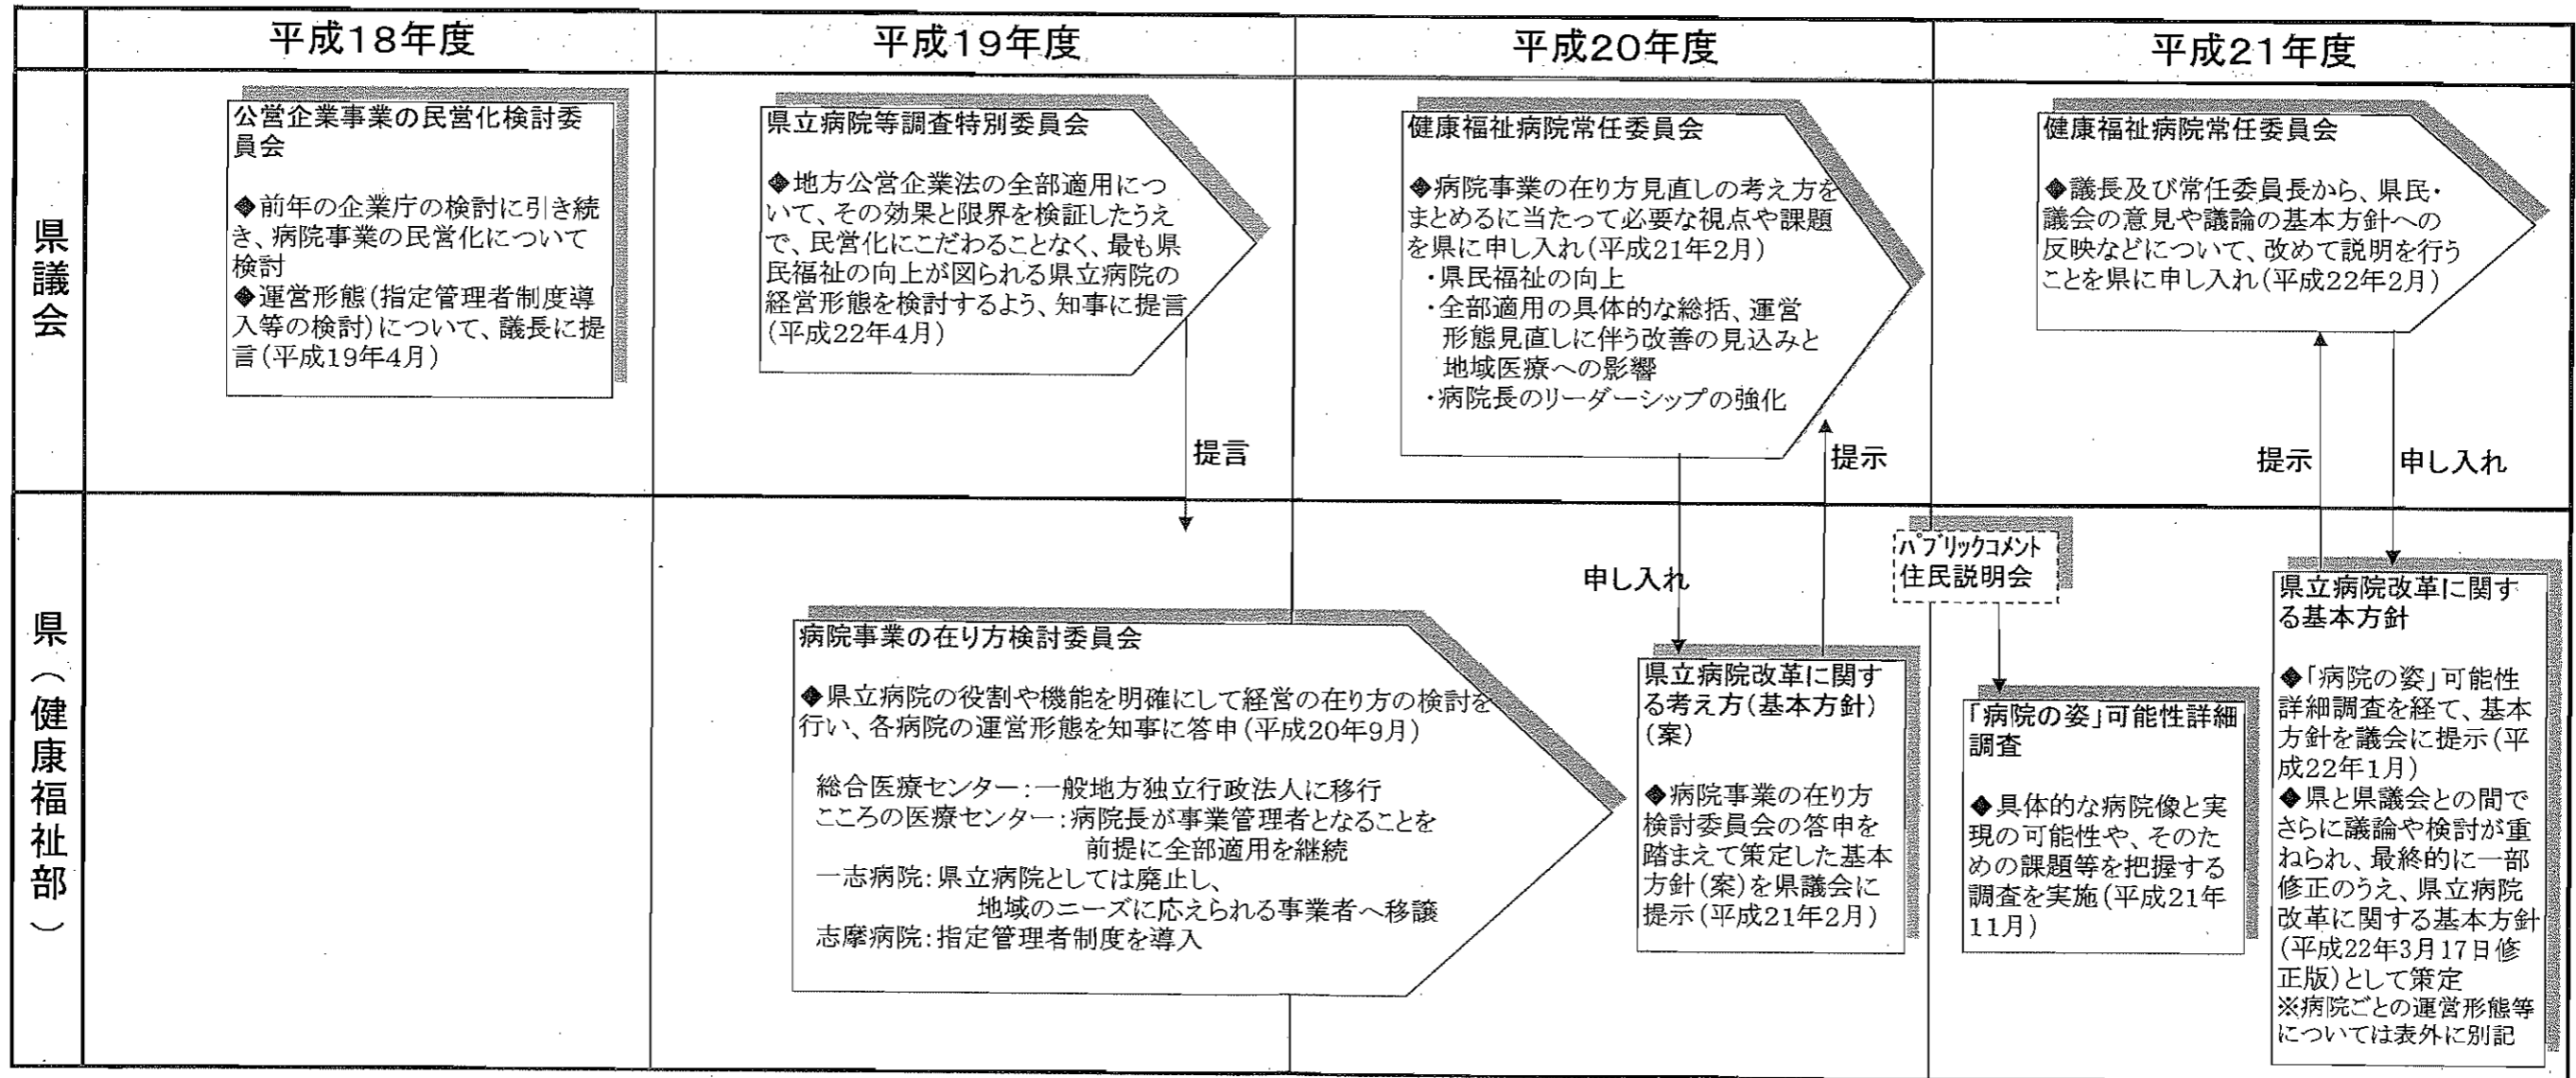 平成18年度
平成19年度
平成20年度
平成21年度
県議会
公営企業事業の民営化検討委
員会
◆前年の企業庁の検討に引き続
き、病院事業の民営化について
検討
◆運営形態(指定管理者制度導
入等の検討)について、議長に提
言(平成19年4月)
県立病院等調査特別委員会
◆地方公営企業法の全部適用につ
いて、その効果と限界を検証したうえ
で、民営化にこだわることなく、最も県
民福祉の向上が図られる県立病院の
経営形態を検討するよう、知事に提言
(平成22年4月)
提言
健康福祉病院常任委員会
◆病院事業の在り方見直しの考え方を
まとめるに当たって必要な視点や課題
を県に申し入れ(平成21年2月)
・県民福祉の向上
・全部適用の具体的な総括、運営
形態見直しに伴う改善の見込みと
地域医療への影響
・病院長のリーダーシップの強化
提示
健康福祉病院常任委員会
◆議長及び常任委員長から、県民・
議会の意見や議論の基本方針への
反映などについて、改めて説明を行う
ことを県に申し入れ(平成22年2月)
提示
申し入れ
県(健康福祉部)
病院事業の在り方検討委員会
◆県立病院の役割や機能を明確にして経営の在り方の検討を
行い、各病院の運営形態を知事に答申(平成20年9月)
総合医療センター:一般地方独立行政法人に移行
こころの医療センター:病院長が事業管理者となることを
前提に全部適用を継続
一志病院:県立病院としては廃止し、
地域のニーズに応えられる事業者へ移譲
志摩病院:指定管理者制度を導入
申し入れ
県立病院改革に関す
る考え方(基本方針)
(案)
◆病院事業の在り方
検討委員会の答申を
踏まえて策定した基本
方針(案)を県議会に
提示(平成21年2月)
パブリックコメント
住民説明会
「病院の姿」可能性詳細
調査
◆具体的な病院像と実
現の可能性や、そのた
めの課題等を把握する
調査を実施(平成21年
11月)
県立病院改革に関す
る基本方針
◆「病院の姿」可能性
詳細調査を経て、基本
方針を議会に提示(平
成22年1月)
◆県と県議会との間で
さらに議論や検討が重
ねられ、最終的に一部
修正のうえ、県立病院
改革に関する基本方針
(平成22年3月17日修
正版)として策定
※病院ごとの運営形態等
については表外に別記